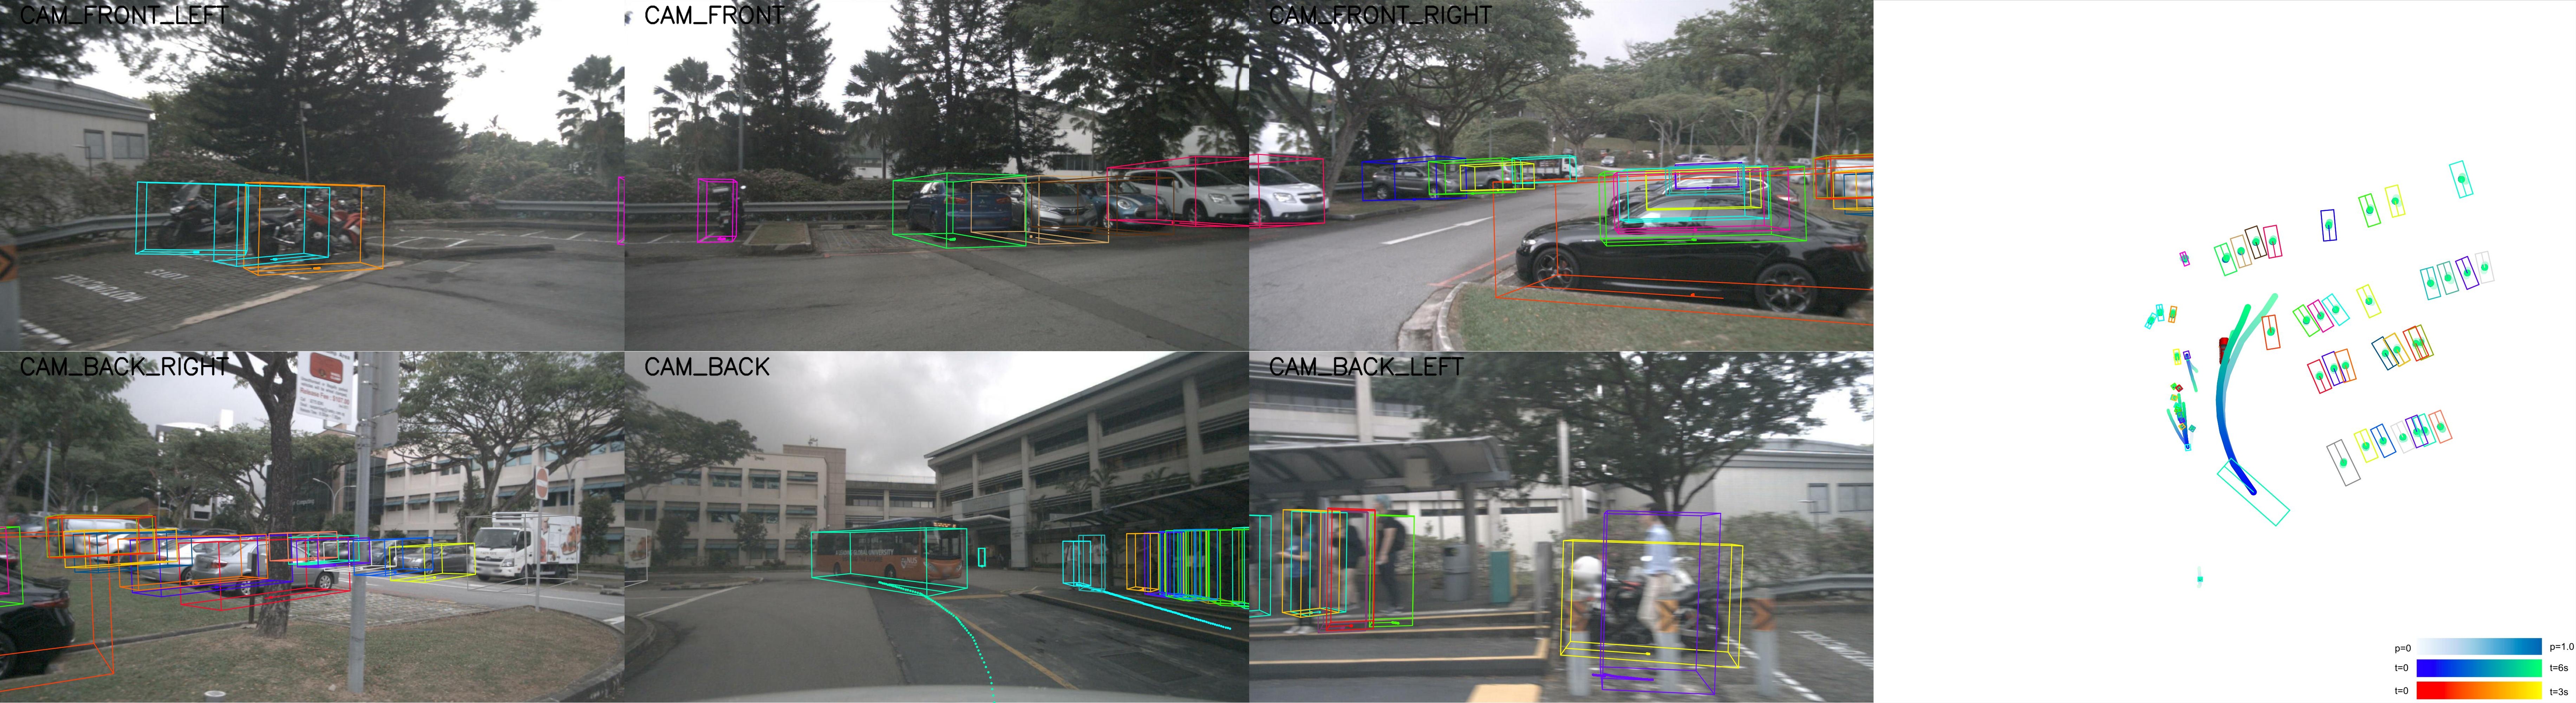 CAM_FRONT_LEFT
CAM_FRONT
CAM_FRONT_RIGHT
CAM_BACK_RIGHT
CAM_BACK
CAM_BACK_LEFT
p=0
p=1.0
t=0
t=6s
t=0
t=3s